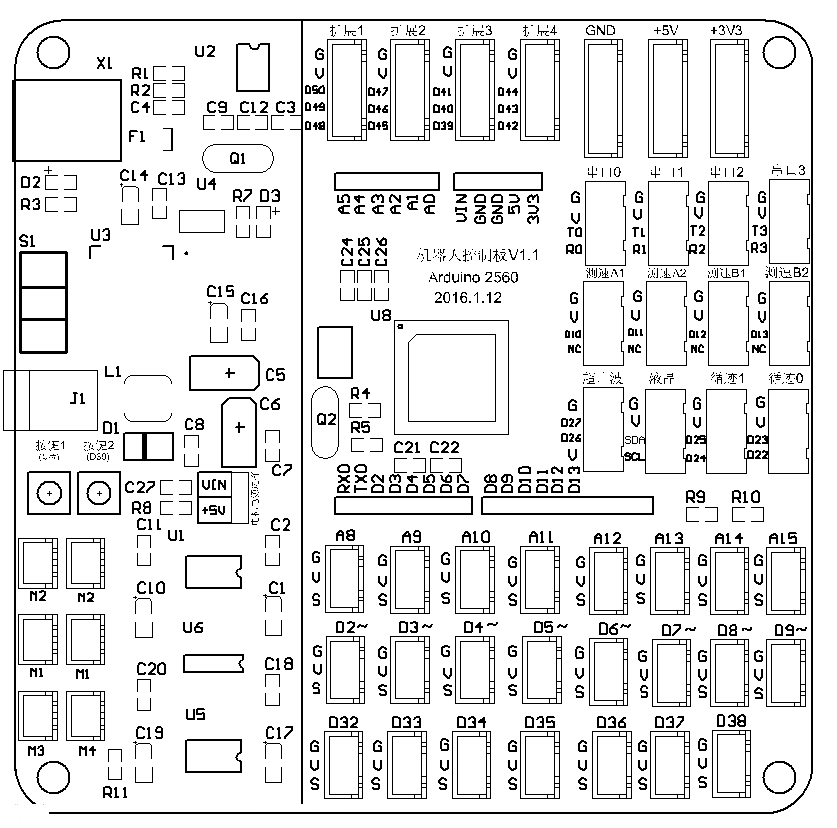 扩展1 扩展2 扩展3 扩展4 GND +5V +3V3
X1 U2
R1
R2
C4 C9 C12 C3
F1
G V D50 D49 D48
G V D47 D46 D45
G V D41 D40 D39
G V D44 D43 D42
Q1
D2 R3 C14 C13 U4 R7 D3
A5 A4 A3 A2 A1 A0
VIN GND GND 5V 3V3
串口0 串口1 串口2 串口3
G V T0 R0
G V T1 R1
G V T2 R2
G V T3 R3
S1 U3
C24 C25 C26
机器人控制板V1.1
Arduino 2560
2016.1.12
U8
测速A1 测速A2 测速B1 测速B2
G V D10 NC
G V D11 NC
G V D12 NC
G V D13 NC
C15 C16
L1 C5
J1 C6
D1 C8 C7
Q2 R4 R5
C21 C22
超声波 液晶 循迹1 循迹0
G D27 D26 V
G V SDA SCL
G V D25 D24
G V D23 D22
按键1 按键2
(D38)
VIN
+5V
C27
R8
RX0 TX0 D2 D3 D4 D5 D6 D7
D8 D9 D10 D11 D12 D13
R9 R10
C11 U1 C2
A8 A9 A10 A11 A12 A13 A14 A15
G V S G V S G V S G V S G V S G V S G V S G V S
N2 N2
C10 C1
U6
D2~ D3~ D4~ D5~ D6~ D7~ D8~ D9~
G V S G V S G V S G V S G V S G V S G V S G V S
N1 M1
C20 C18
U5
D32 D33 D34 D35 D36 D37 D38
G V S G V S G V S G V S G V S G V S G V S
M3 M4
C19 C17
R11